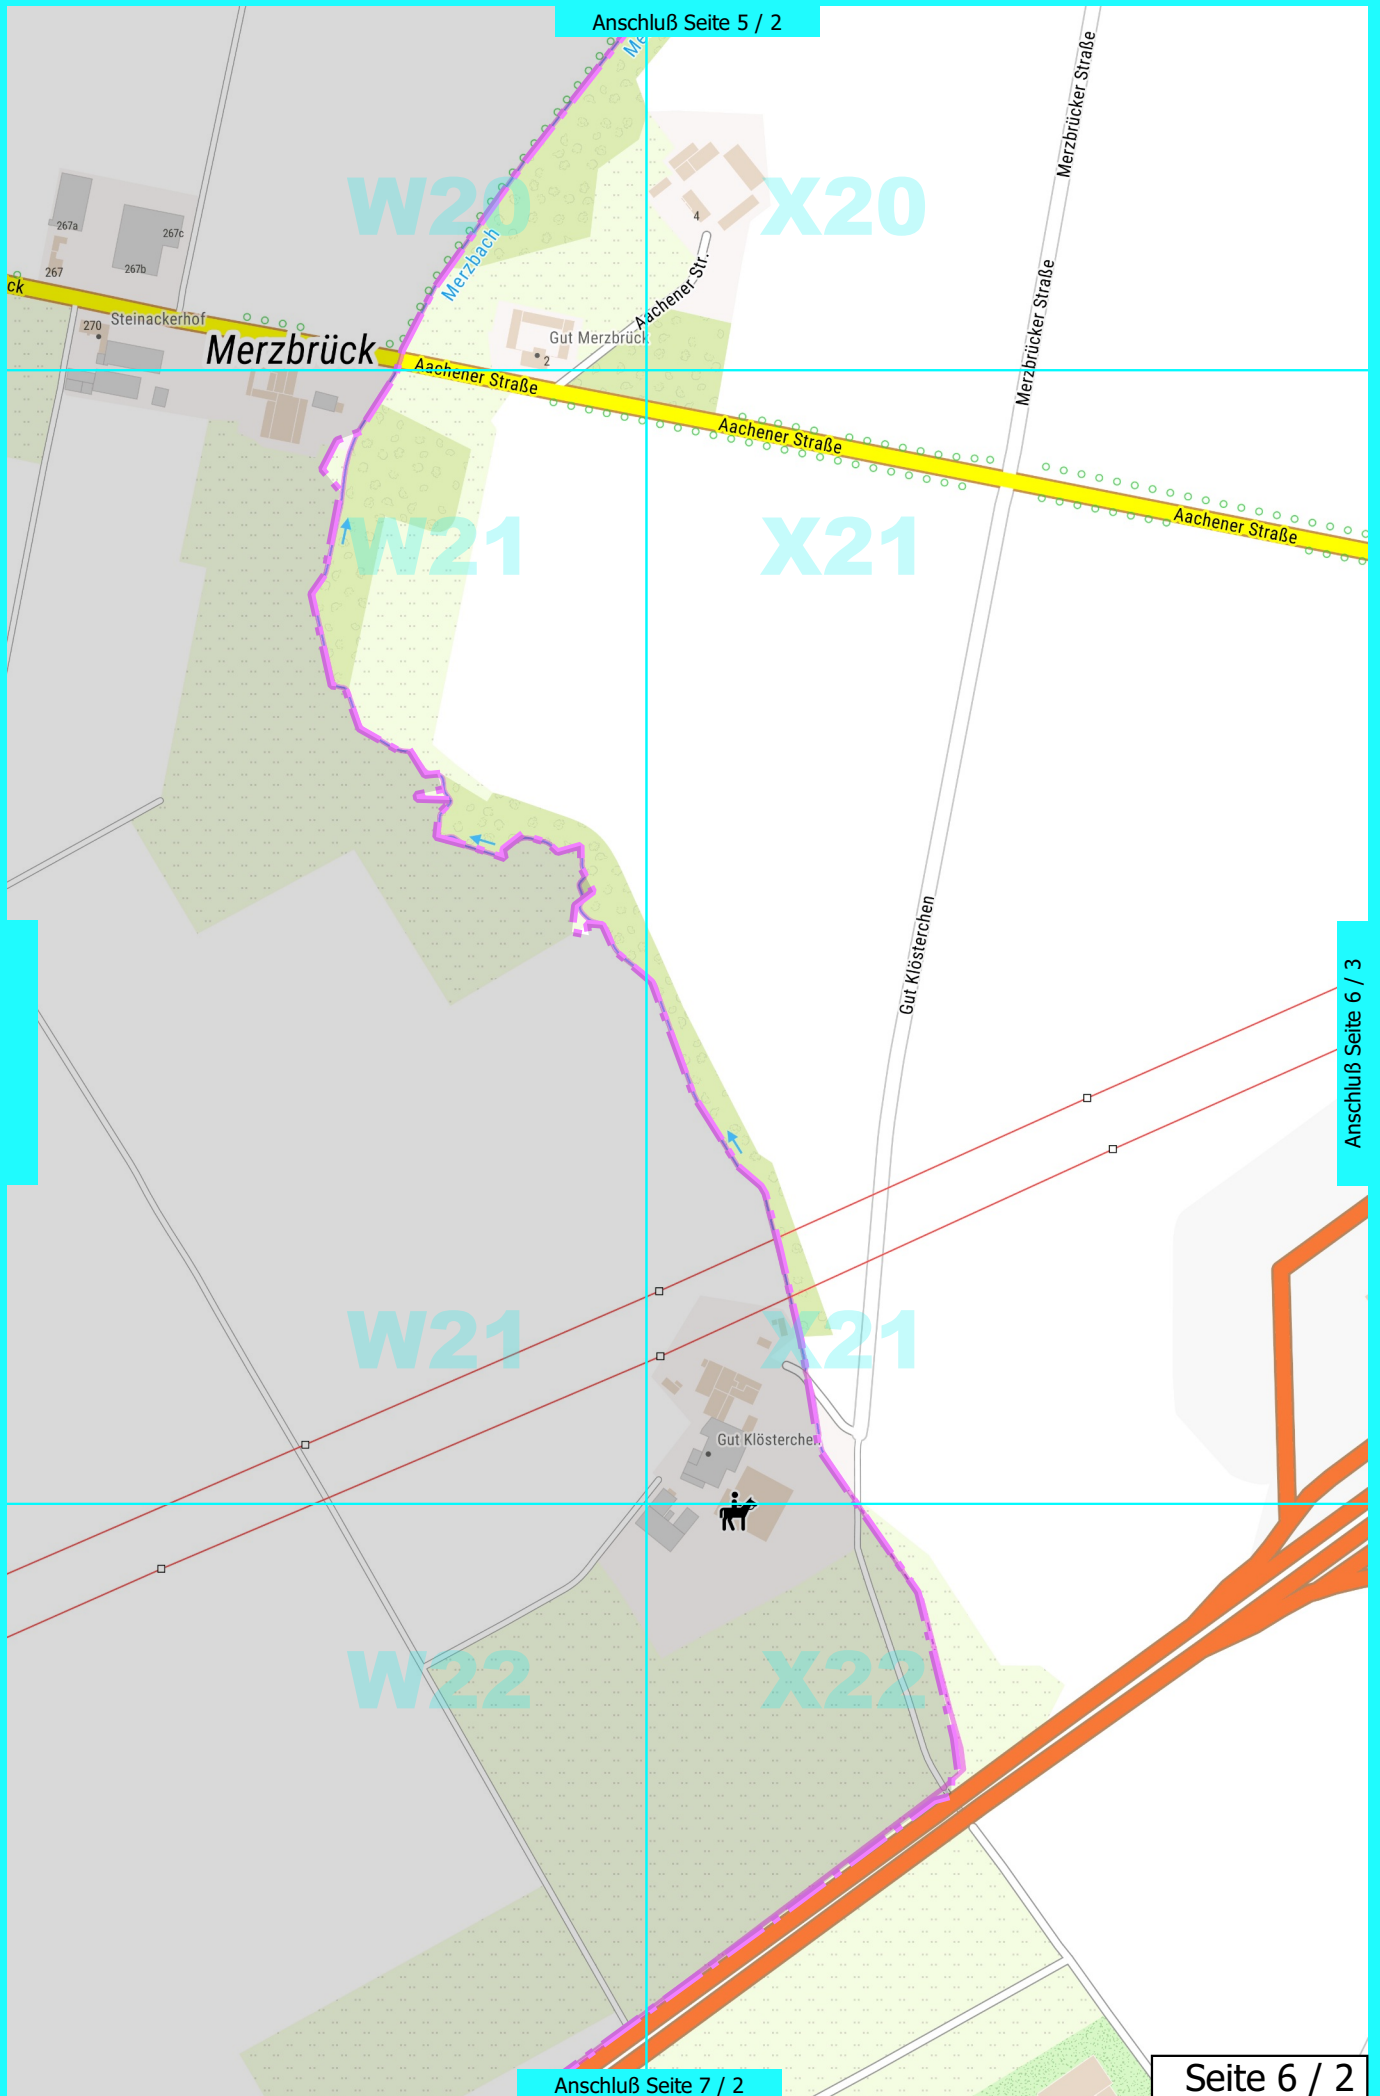 Anschluß Seite 5 / 2
Me
Merzbrücker Straße
W20
X20
267a
267c
267b
267
4
Merzbach
ck
Steinackerhof
270
Merzbrück
Aachener Str.
Gut Merzbrück
2
Merzbrücker Straße
Aachener Straße
Aachener Straße
Aachener Straße
W21
X21
Gut Klösterchen
Anschluß Seite 6 / 3
W21
X21
Gut Klösterchen
W22
X22
Anschluß Seite 7 / 2
Seite 6 / 2